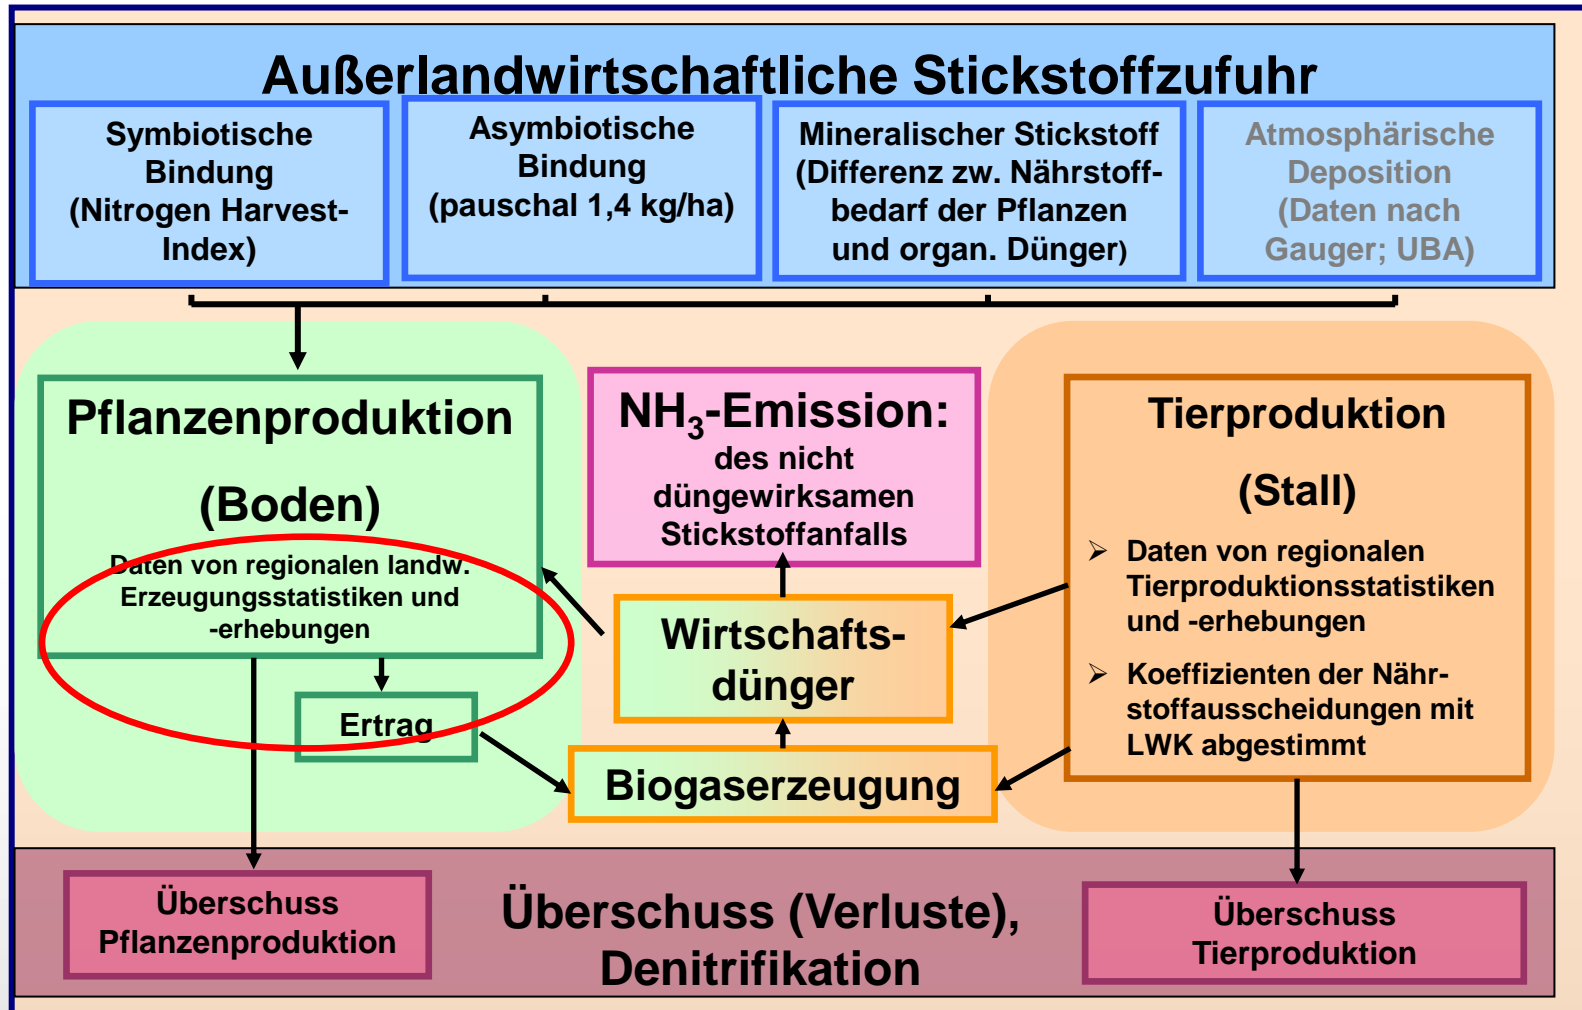 Außerlandwirtschaftliche Stickstoffzufuhr
Symbiotische
Bindung
(Nitrogen Harvest-
Index)
Asymbiotische
Bindung
(pauschal 1,4 kg/ha)
Mineralischer Stickstoff
(Differenz zw. Nährstoff-
bedarf der Pflanzen
und organ. Dünger)
Atmosphärische
Deposition
(Daten nach
Gauger; UBA)
Pflanzenproduktion
(Boden)
Daten von regionalen landw.
Erzeugungsstatistiken und
-erhebungen
Ertrag
NH₃-Emission:
des nicht
düngewirksamen
Stickstoffanfalls
Wirtschafts-
dünger
Biogaserzeugung
Tierproduktion
(Stall)
➢ Daten von regionalen
Tierproduktionsstatistiken
und -erhebungen
➢ Koeffizienten der Nähr-
stoffausscheidungen mit
LWK abgestimmt
Überschuss
Pflanzenproduktion
Überschuss (Verluste),
Denitrifikation
Überschuss
Tierproduktion